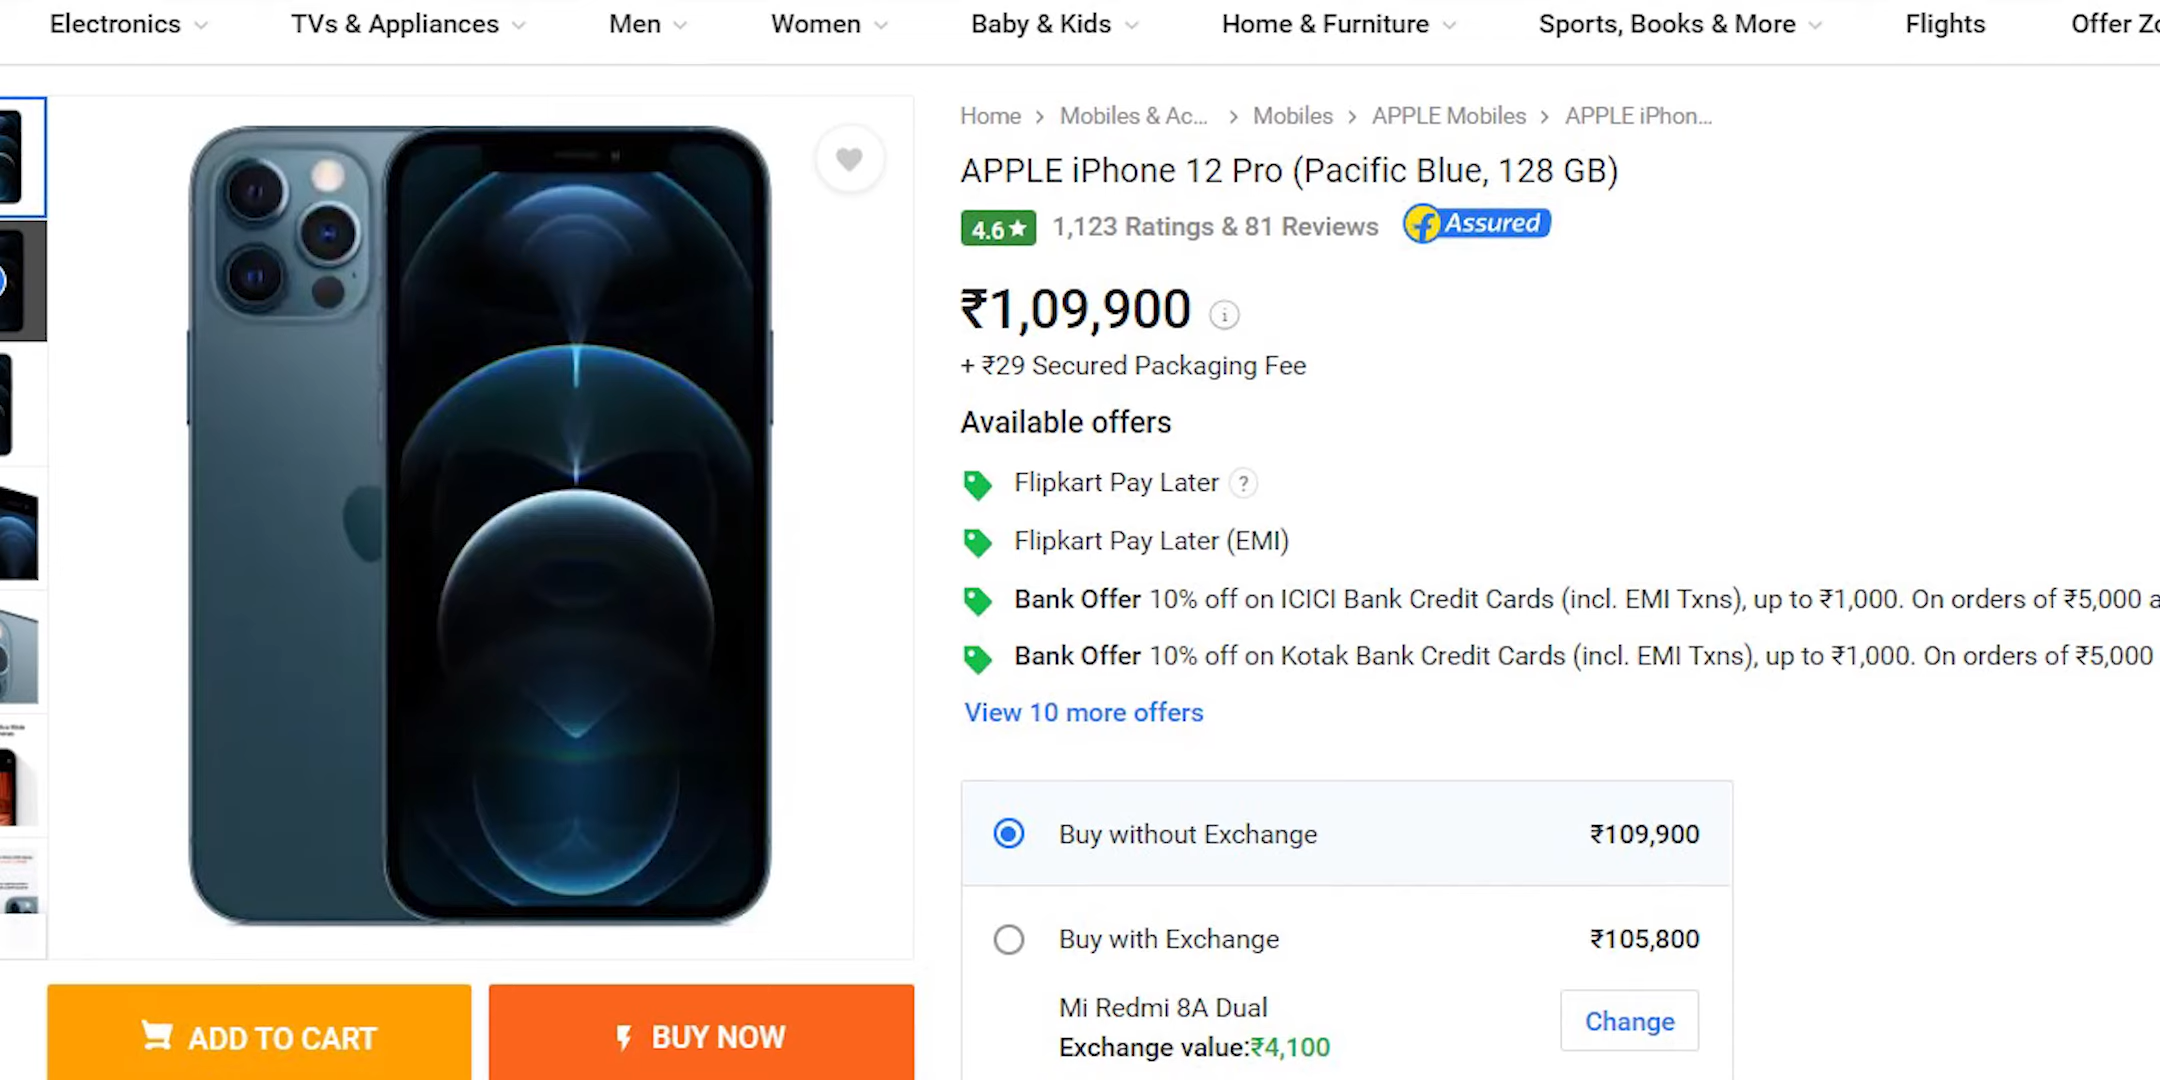 Electronics TVs & Appliances Men Women Baby & Kids Home & Furniture Sports, Books & More Flights Offer
Home > Mobiles & Ac... > Mobiles > APPLE Mobiles > APPLE iPhon...
APPLE iPhone 12 Pro (Pacific Blue, 128 GB)
4.6★ 1,123 Ratings & 81 Reviews f Assured
₹1,09,900 i
+ ₹29 Secured Packaging Fee
Available offers
Flipkart Pay Later ?
Flipkart Pay Later (EMI)
Bank Offer 10% off on ICICI Bank Credit Cards (incl. EMI Txns), up to ₹1,000. On orders of ₹5,000
Bank Offer 10% off on Kotak Bank Credit Cards (incl. EMI Txns), up to ₹1,000. On orders of ₹5,000
View 10 more offers
Buy without Exchange ₹109,900
Buy with Exchange ₹105,800
Mi Redmi 8A Dual
Change
Exchange value:₹4,100
ADD TO CART
BUY NOW